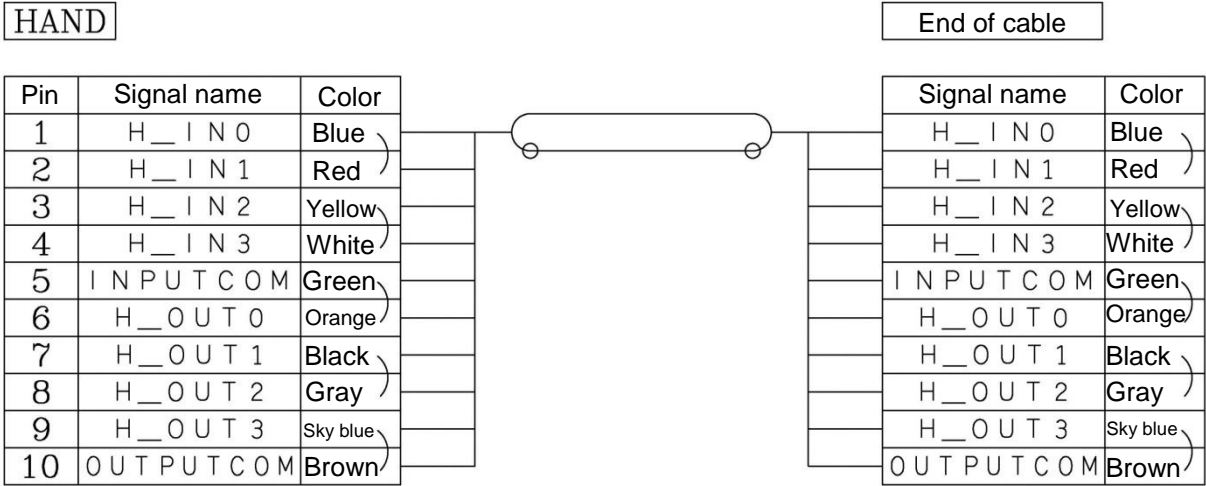 HAND End of cable
Pin Signal name Color Signal name Color
1 H_IN0 Blue H_IN0 Blue
2 H_IN1 Red H_IN1 Red
3 H_IN2 Yellow H_IN2 Yellow
4 H_IN3 White H_IN3 White
5 INPUTCOM Green INPUTCOM Green
6 H_OUT0 Orange H_OUT0 Orange
7 H_OUT1 Black H_OUT1 Black
8 H_OUT2 Gray H_OUT2 Gray
9 H_OUT3 Sky blue H_OUT3 Sky blue
10 OUTPUTCOM Brown OUTPUTCOM Brown